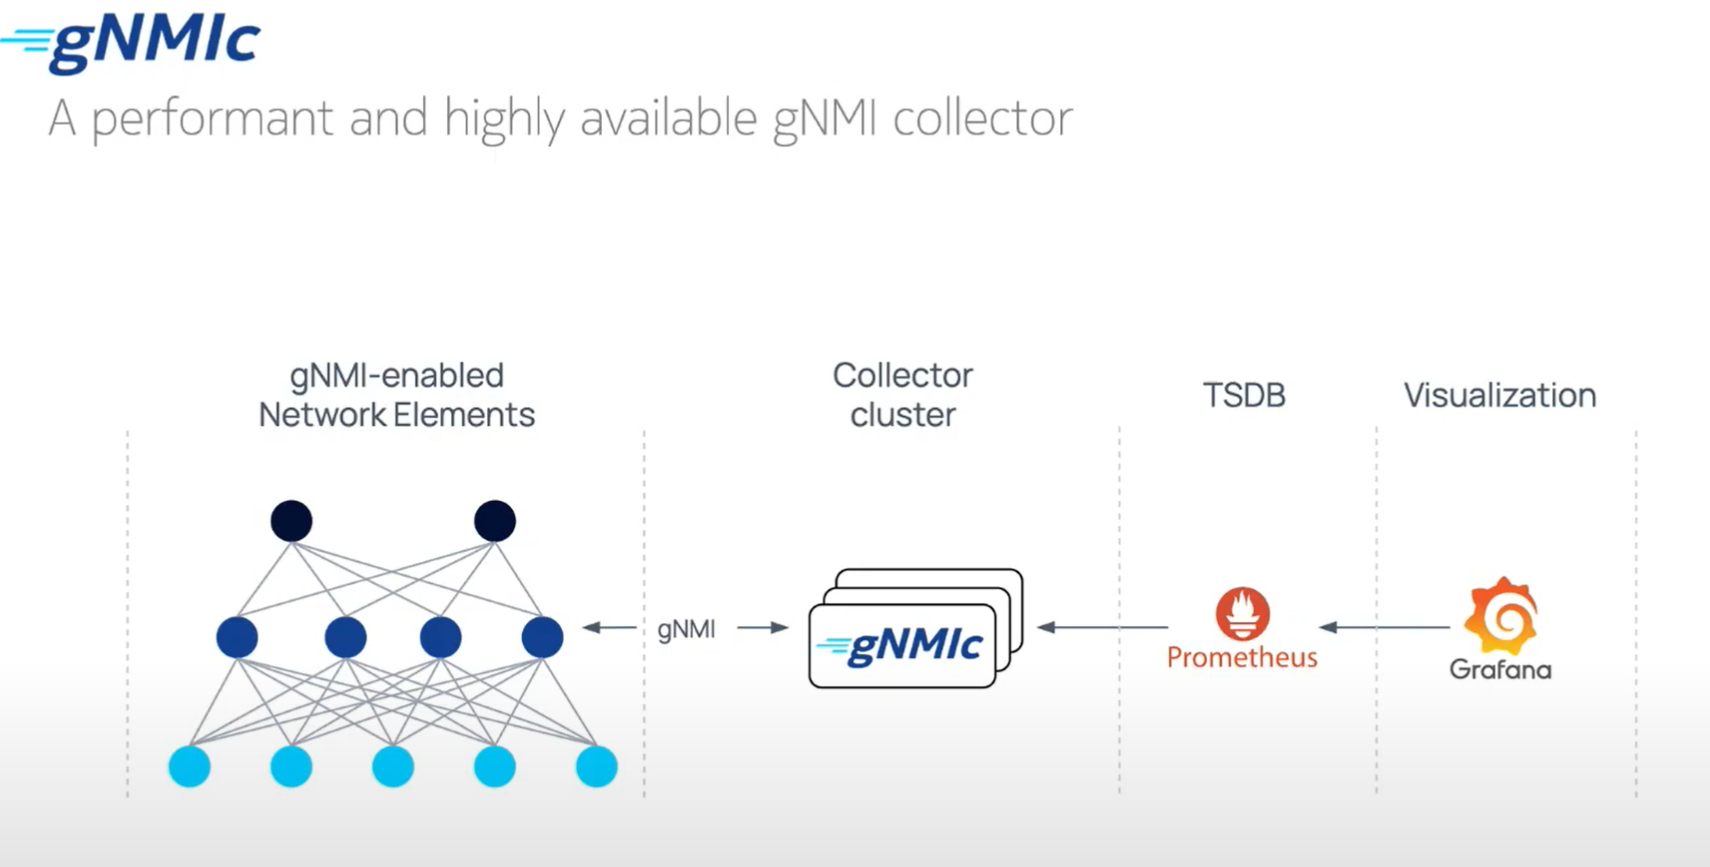 gNMIc
A performant and highly available gNMI collector
gNMI-enabled
Network Elements
Collector
cluster
TSDB
Visualization
gNMI
gNMIc
Prometheus
Grafana